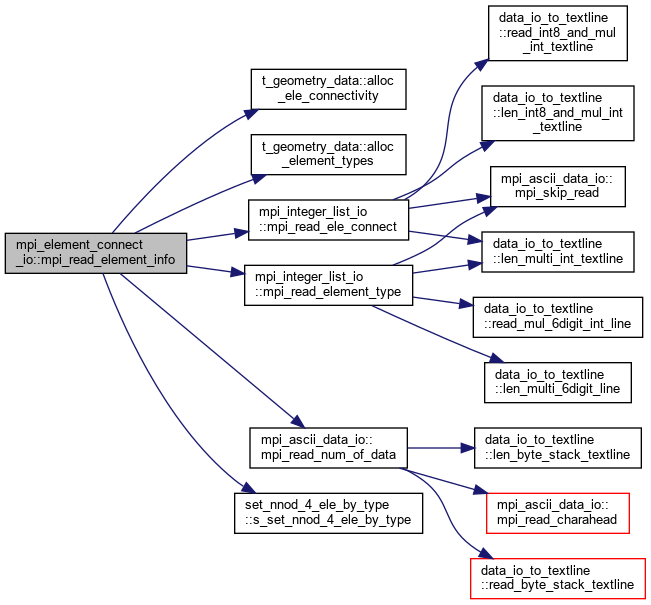 mpi_element_connect
_io::mpi_read_element_info
t_geometry_data::alloc
_ele_connectivity
t_geometry_data::alloc
_element_types
mpi_integer_list_io
::mpi_read_ele_connect
mpi_integer_list_io
::mpi_read_element_type
mpi_ascii_data_io::
mpi_read_num_of_data
set_nnod_4_ele_by_type
::s_set_nnod_4_ele_by_type
data_io_to_textline
::read_int8_and_mul
_int_textline
data_io_to_textline
::len_int8_and_mul_int
_textline
mpi_ascii_data_io::
mpi_skip_read
data_io_to_textline
::len_multi_int_textline
data_io_to_textline
::read_mul_6digit_int_line
data_io_to_textline
::len_multi_6digit_line
data_io_to_textline
::len_byte_stack_textline
mpi_ascii_data_io::
mpi_read_charahead
data_io_to_textline
::read_byte_stack_textline